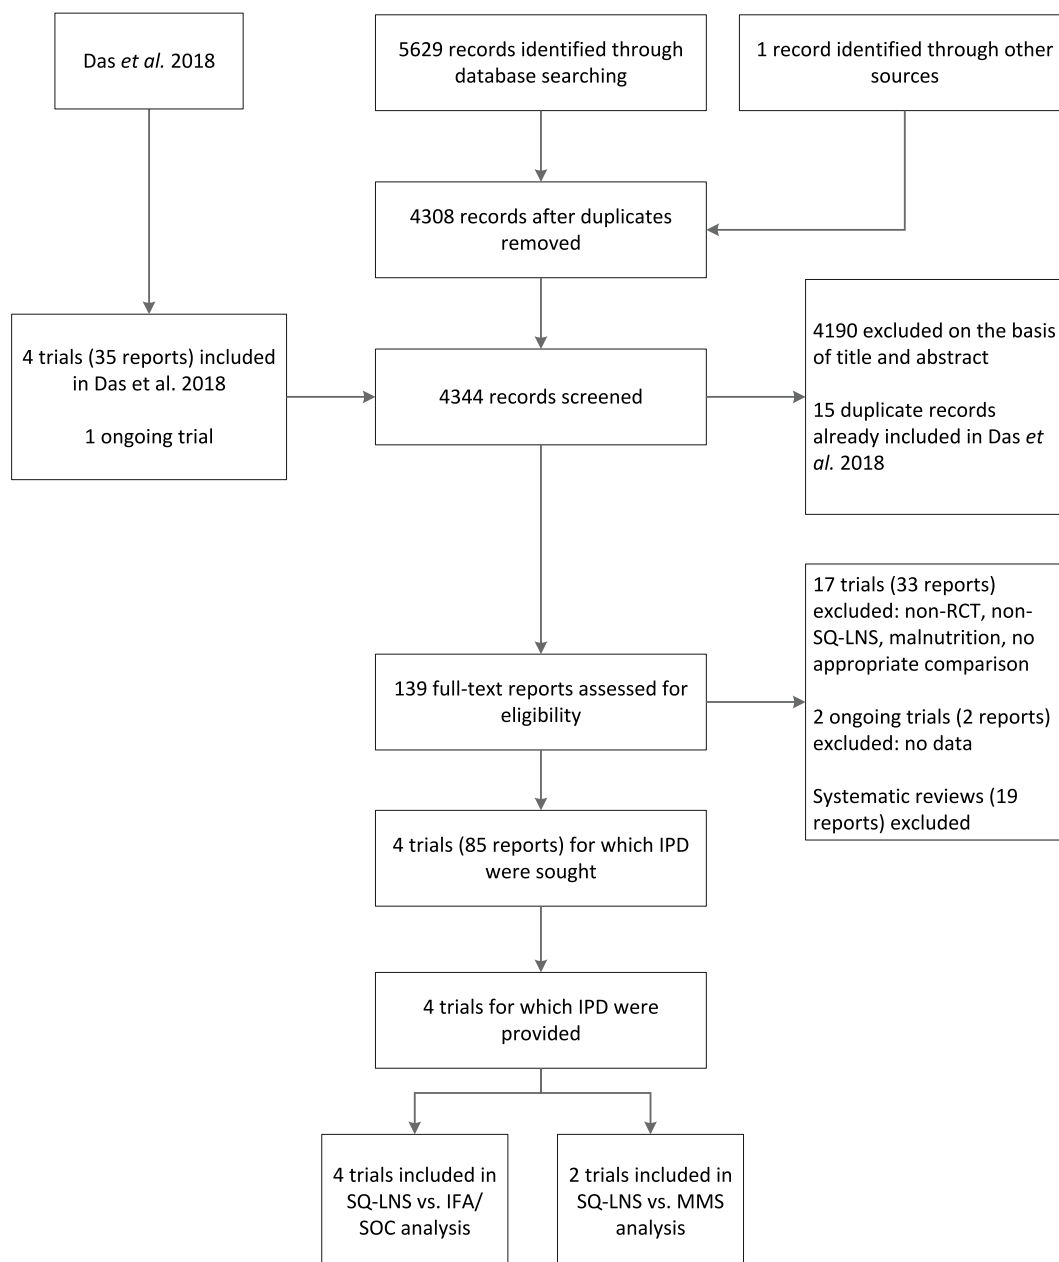 Das et al. 2018
5629 records identified through
database searching
1 record identified through other
sources
4308 records after duplicates
removed
4 trials (35 reports) included
in Das et al. 2018
1 ongoing trial
4344 records screened
4190 excluded on the basis
of title and abstract
15 duplicate records
already included in Das et
al. 2018
139 full-text reports assessed for
eligibility
17 trials (33 reports)
excluded: non-RCT, non-
SQ-LNS, malnutrition, no
appropriate comparison
2 ongoing trials (2 reports)
excluded: no data
Systematic reviews (19
reports) excluded
4 trials (85 reports) for which IPD
were sought
4 trials for which IPD were
provided
4 trials included in
SQ-LNS vs. IFA/
SOC analysis
2 trials included in
SQ-LNS vs. MMS
analysis